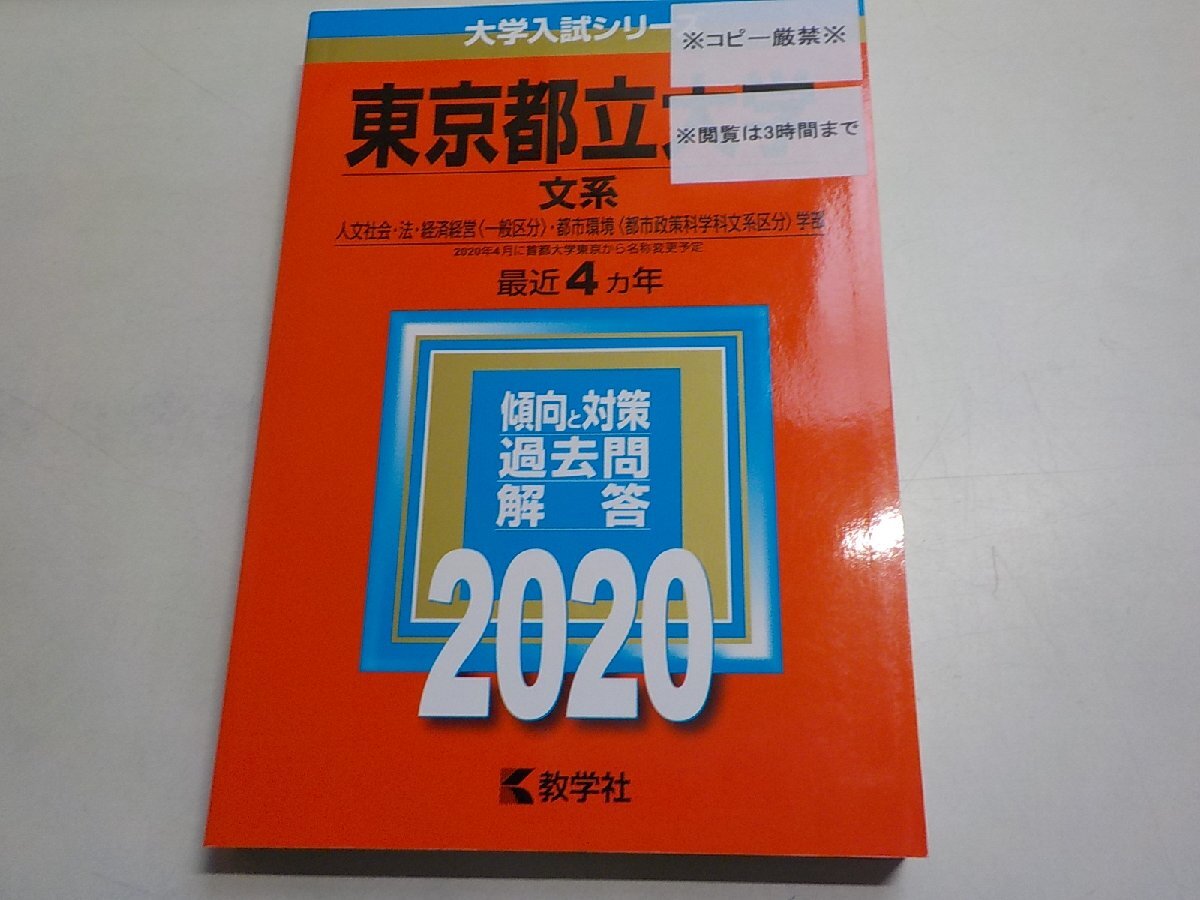 大学入試シリーズ
※コピー厳禁※
東京都立大学
※閲覧は3時間まで
文系
人文社会・法・経済経営〈一般区分〉・都市環境〈都市政策科学科文系区分〉学部
2020年4月に首都大学東京から名称変更予定
最近4カ年
傾向と対策
過去問
解答
2020
教学社